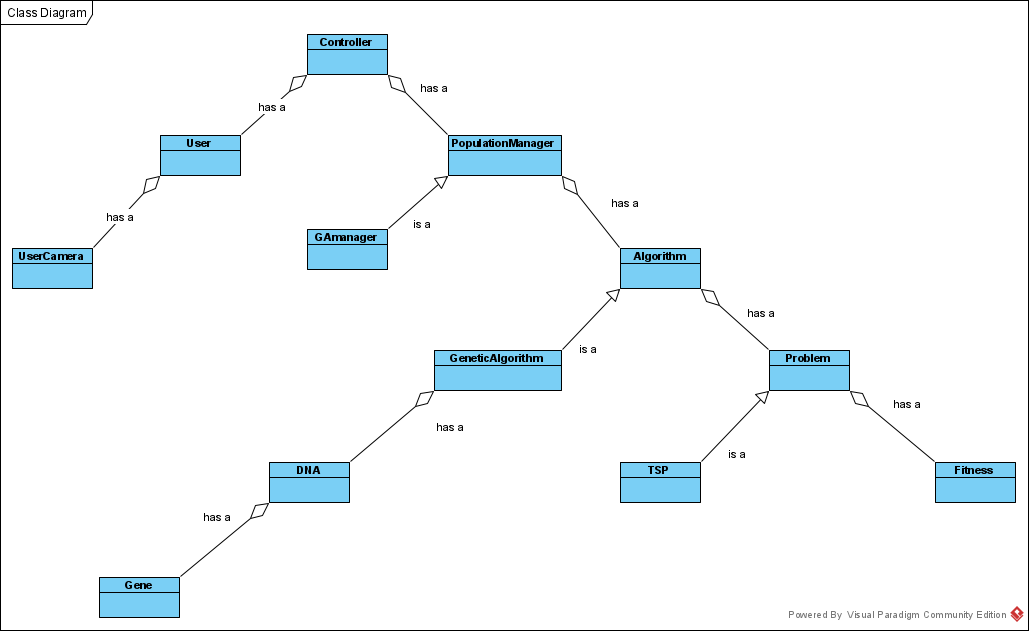 Class Diagram
Controller
has a
has a
User
PopulationManager
has a
has a
is a
GAmanager
UserCamera
Algorithm
has a
is a
GeneticAlgorithm
Problem
has a
has a
is a
DNA
TSP
Fitness
has a
Gene
Powered By Visual Paradigm Community Edition